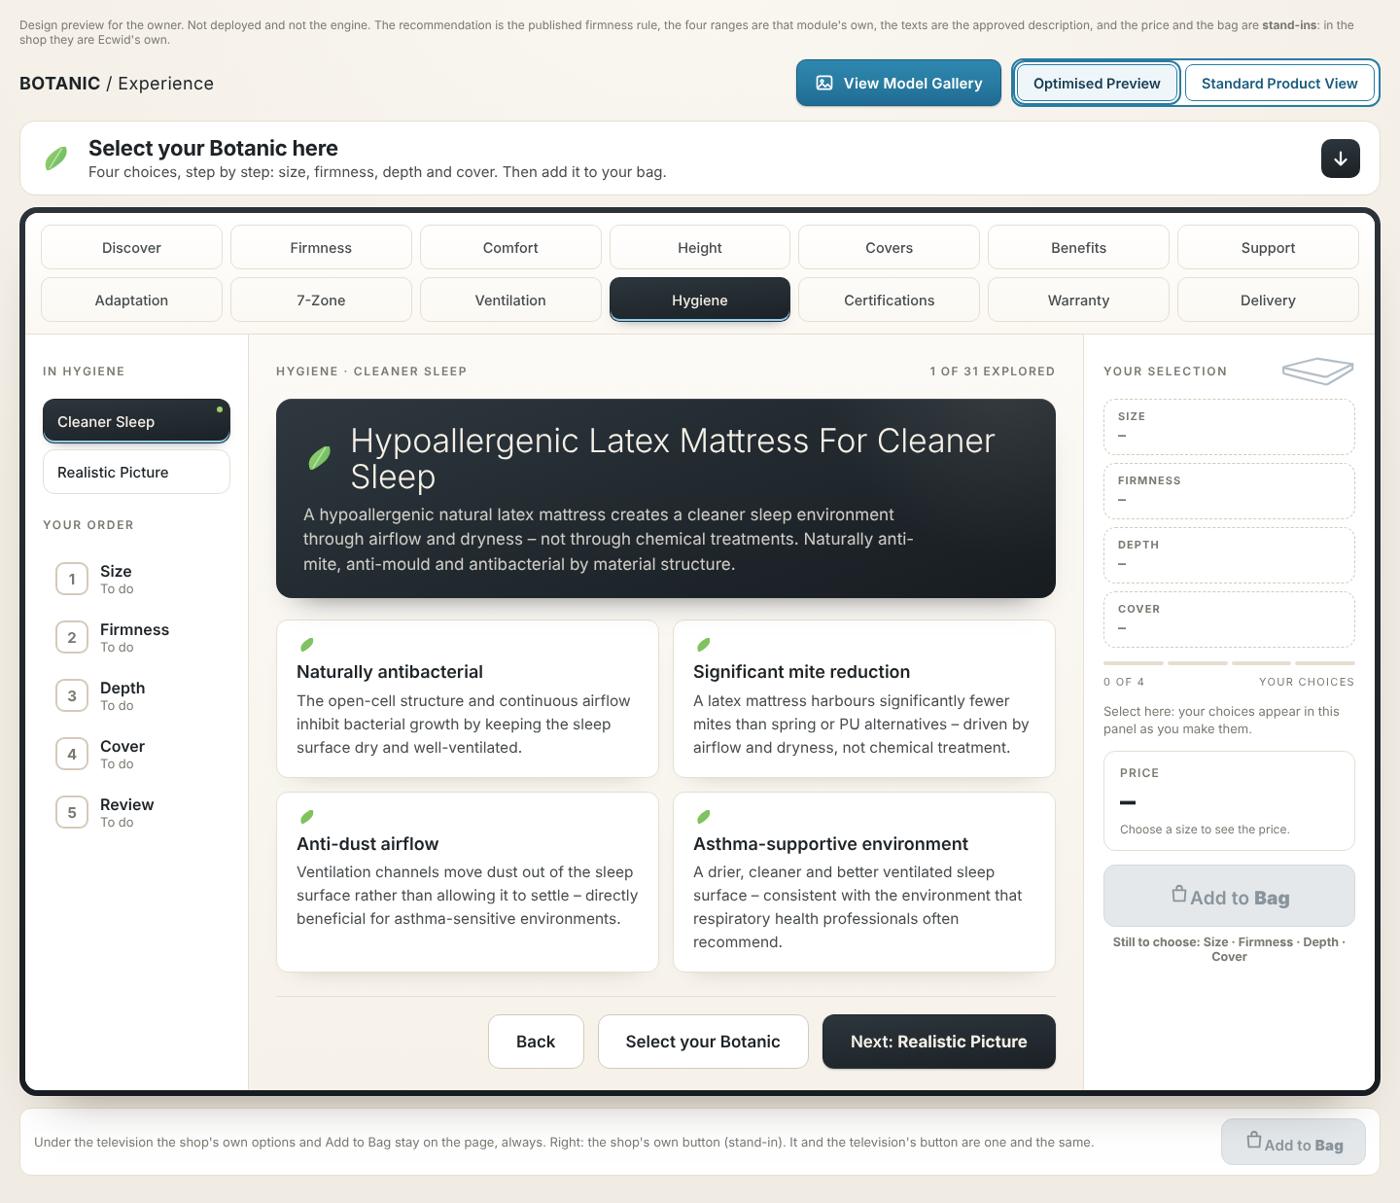 Design preview for the owner. Not deployed and not the engine. The recommendation is the published firmness rule, the four ranges are that module's own, the texts are the approved description, and the price and the bag are stand-ins: in the
shop they are Ecwid's own.
BOTANIC / Experience
View Model Gallery
Optimised Preview
Standard Product View
Select your Botanic here
Four choices, step by step: size, firmness, depth and cover. Then add it to your bag.
Discover
Firmness
Comfort
Height
Covers
Benefits
Support
Adaptation
7-Zone
Ventilation
Hygiene
Certifications
Warranty
Delivery
IN HYGIENE
Cleaner Sleep
Realistic Picture
YOUR ORDER
1
Size
To do
2
Firmness
To do
3
Depth
To do
4
Cover
To do
5
Review
To do
HYGIENE · CLEANER SLEEP
1 OF 31 EXPLORED
Hypoallergenic Latex Mattress For Cleaner
Sleep
A hypoallergenic natural latex mattress creates a cleaner sleep environment
through airflow and dryness – not through chemical treatments. Naturally anti-
mite, anti-mould and antibacterial by material structure.
Naturally antibacterial
The open-cell structure and continuous airflow
inhibit bacterial growth by keeping the sleep
surface dry and well-ventilated.
Significant mite reduction
A latex mattress harbours significantly fewer
mites than spring or PU alternatives – driven by
airflow and dryness, not chemical treatment.
Anti-dust airflow
Ventilation channels move dust out of the sleep
surface rather than allowing it to settle – directly
beneficial for asthma-sensitive environments.
Asthma-supportive environment
A drier, cleaner and better ventilated sleep
surface – consistent with the environment that
respiratory health professionals often
recommend.
Back
Select your Botanic
Next: Realistic Picture
YOUR SELECTION
SIZE
–
FIRMNESS
–
DEPTH
–
COVER
–
0 OF 4
YOUR CHOICES
Select here: your choices appear in this
panel as you make them.
PRICE
–
Choose a size to see the price.
Add to Bag
Still to choose: Size · Firmness · Depth ·
Cover
Under the television the shop's own options and Add to Bag stay on the page, always. Right: the shop's own button (stand-in). It and the television's button are one and the same.
Add to Bag